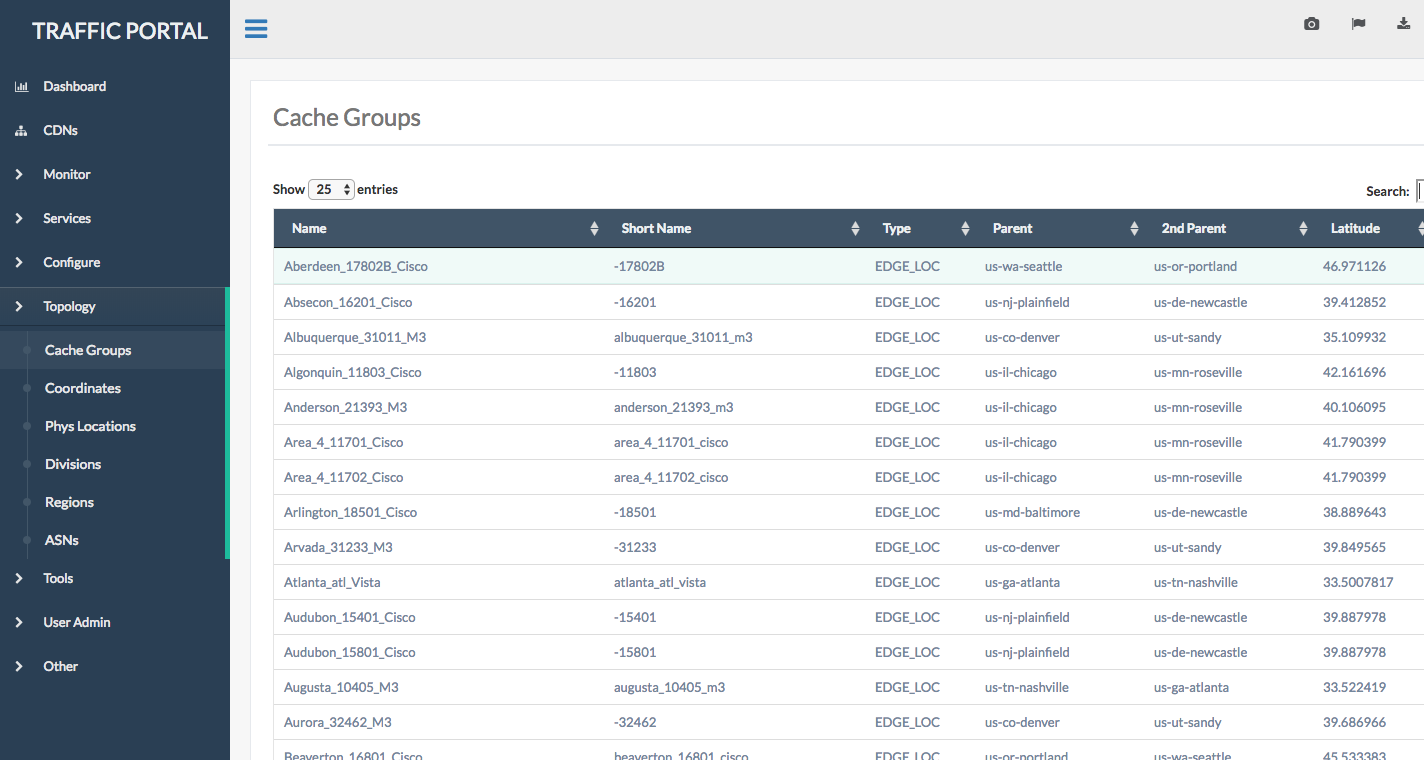 TRAFFIC PORTAL
Dashboard
CDNs
Monitor
Services
Configure
Topology
Cache Groups
Coordinates
Phys Locations
Divisions
Regions
ASNs
Tools
User Admin
Other
Cache Groups
Show 25 entries
Search:
Name Short Name Type Parent 2nd Parent Latitude
Aberdeen_17802B_Cisco -17802B EDGE_LOC us-wa-seattle us-or-portland 46.971126
Absecon_16201_Cisco -16201 EDGE_LOC us-nj-plainfield us-de-newcastle 39.412852
Albuquerque_31011_M3 albuquerque_31011_m3 EDGE_LOC us-co-denver us-ut-sandy 35.109932
Algonquin_11803_Cisco -11803 EDGE_LOC us-il-chicago us-mn-roseville 42.161696
Anderson_21393_M3 anderson_21393_m3 EDGE_LOC us-il-chicago us-mn-roseville 40.106095
Area_4_11701_Cisco area_4_11701_cisco EDGE_LOC us-il-chicago us-mn-roseville 41.790399
Area_4_11702_Cisco area_4_11702_cisco EDGE_LOC us-il-chicago us-mn-roseville 41.790399
Arlington_18501_Cisco -18501 EDGE_LOC us-md-baltimore us-de-newcastle 38.889643
Arvada_31233_M3 -31233 EDGE_LOC us-co-denver us-ut-sandy 39.849565
Atlanta_atl_Vista atlanta_atl_vista EDGE_LOC us-ga-atlanta us-tn-nashville 33.5007817
Audubon_15401_Cisco -15401 EDGE_LOC us-nj-plainfield us-de-newcastle 39.887978
Audubon_15801_Cisco -15801 EDGE_LOC us-nj-plainfield us-de-newcastle 39.887978
Augusta_10405_M3 augusta_10405_m3 EDGE_LOC us-tn-nashville us-ga-atlanta 33.522419
Aurora_32462_M3 -32462 EDGE_LOC us-co-denver us-ut-sandy 39.686966
Beaverton_16801_Cisco beaverton_16801_cisco EDGE_LOC us-or-portland us-wa-seattle 45.533383